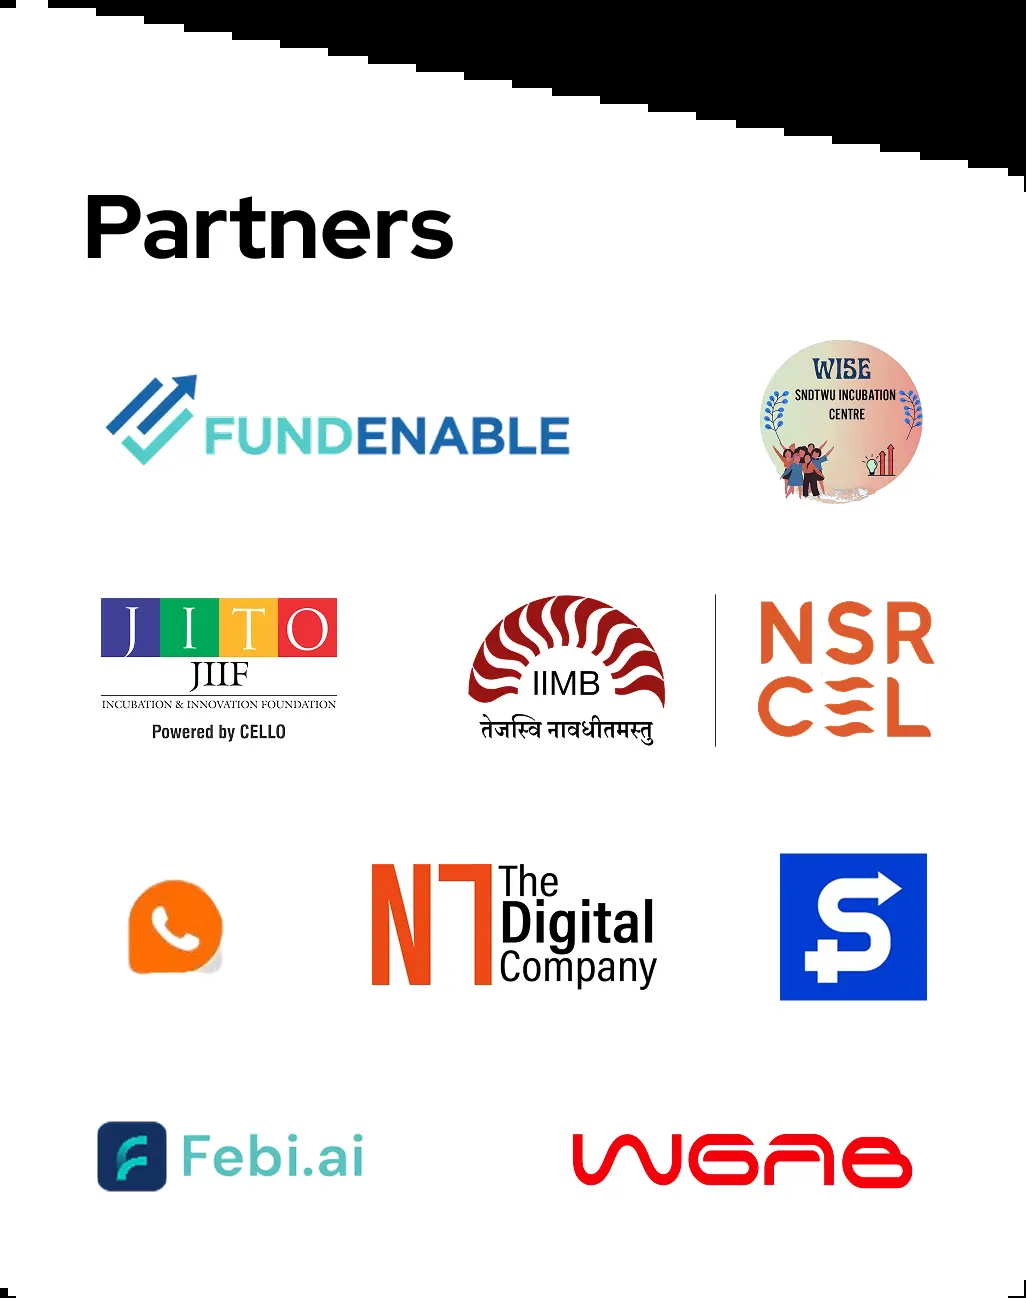 Partners
FUNDENABLE
WISE
SNDTWU INCUBATION
CENTRE
JITO
JIIF
INCUBATION & INNOVATION FOUNDATION
Powered by CELLO
IIMB
तेजस्वि नावधीतमस्तु
NSR
CEL
N7
The
Digital
Company
S
Febi.ai
WGAB